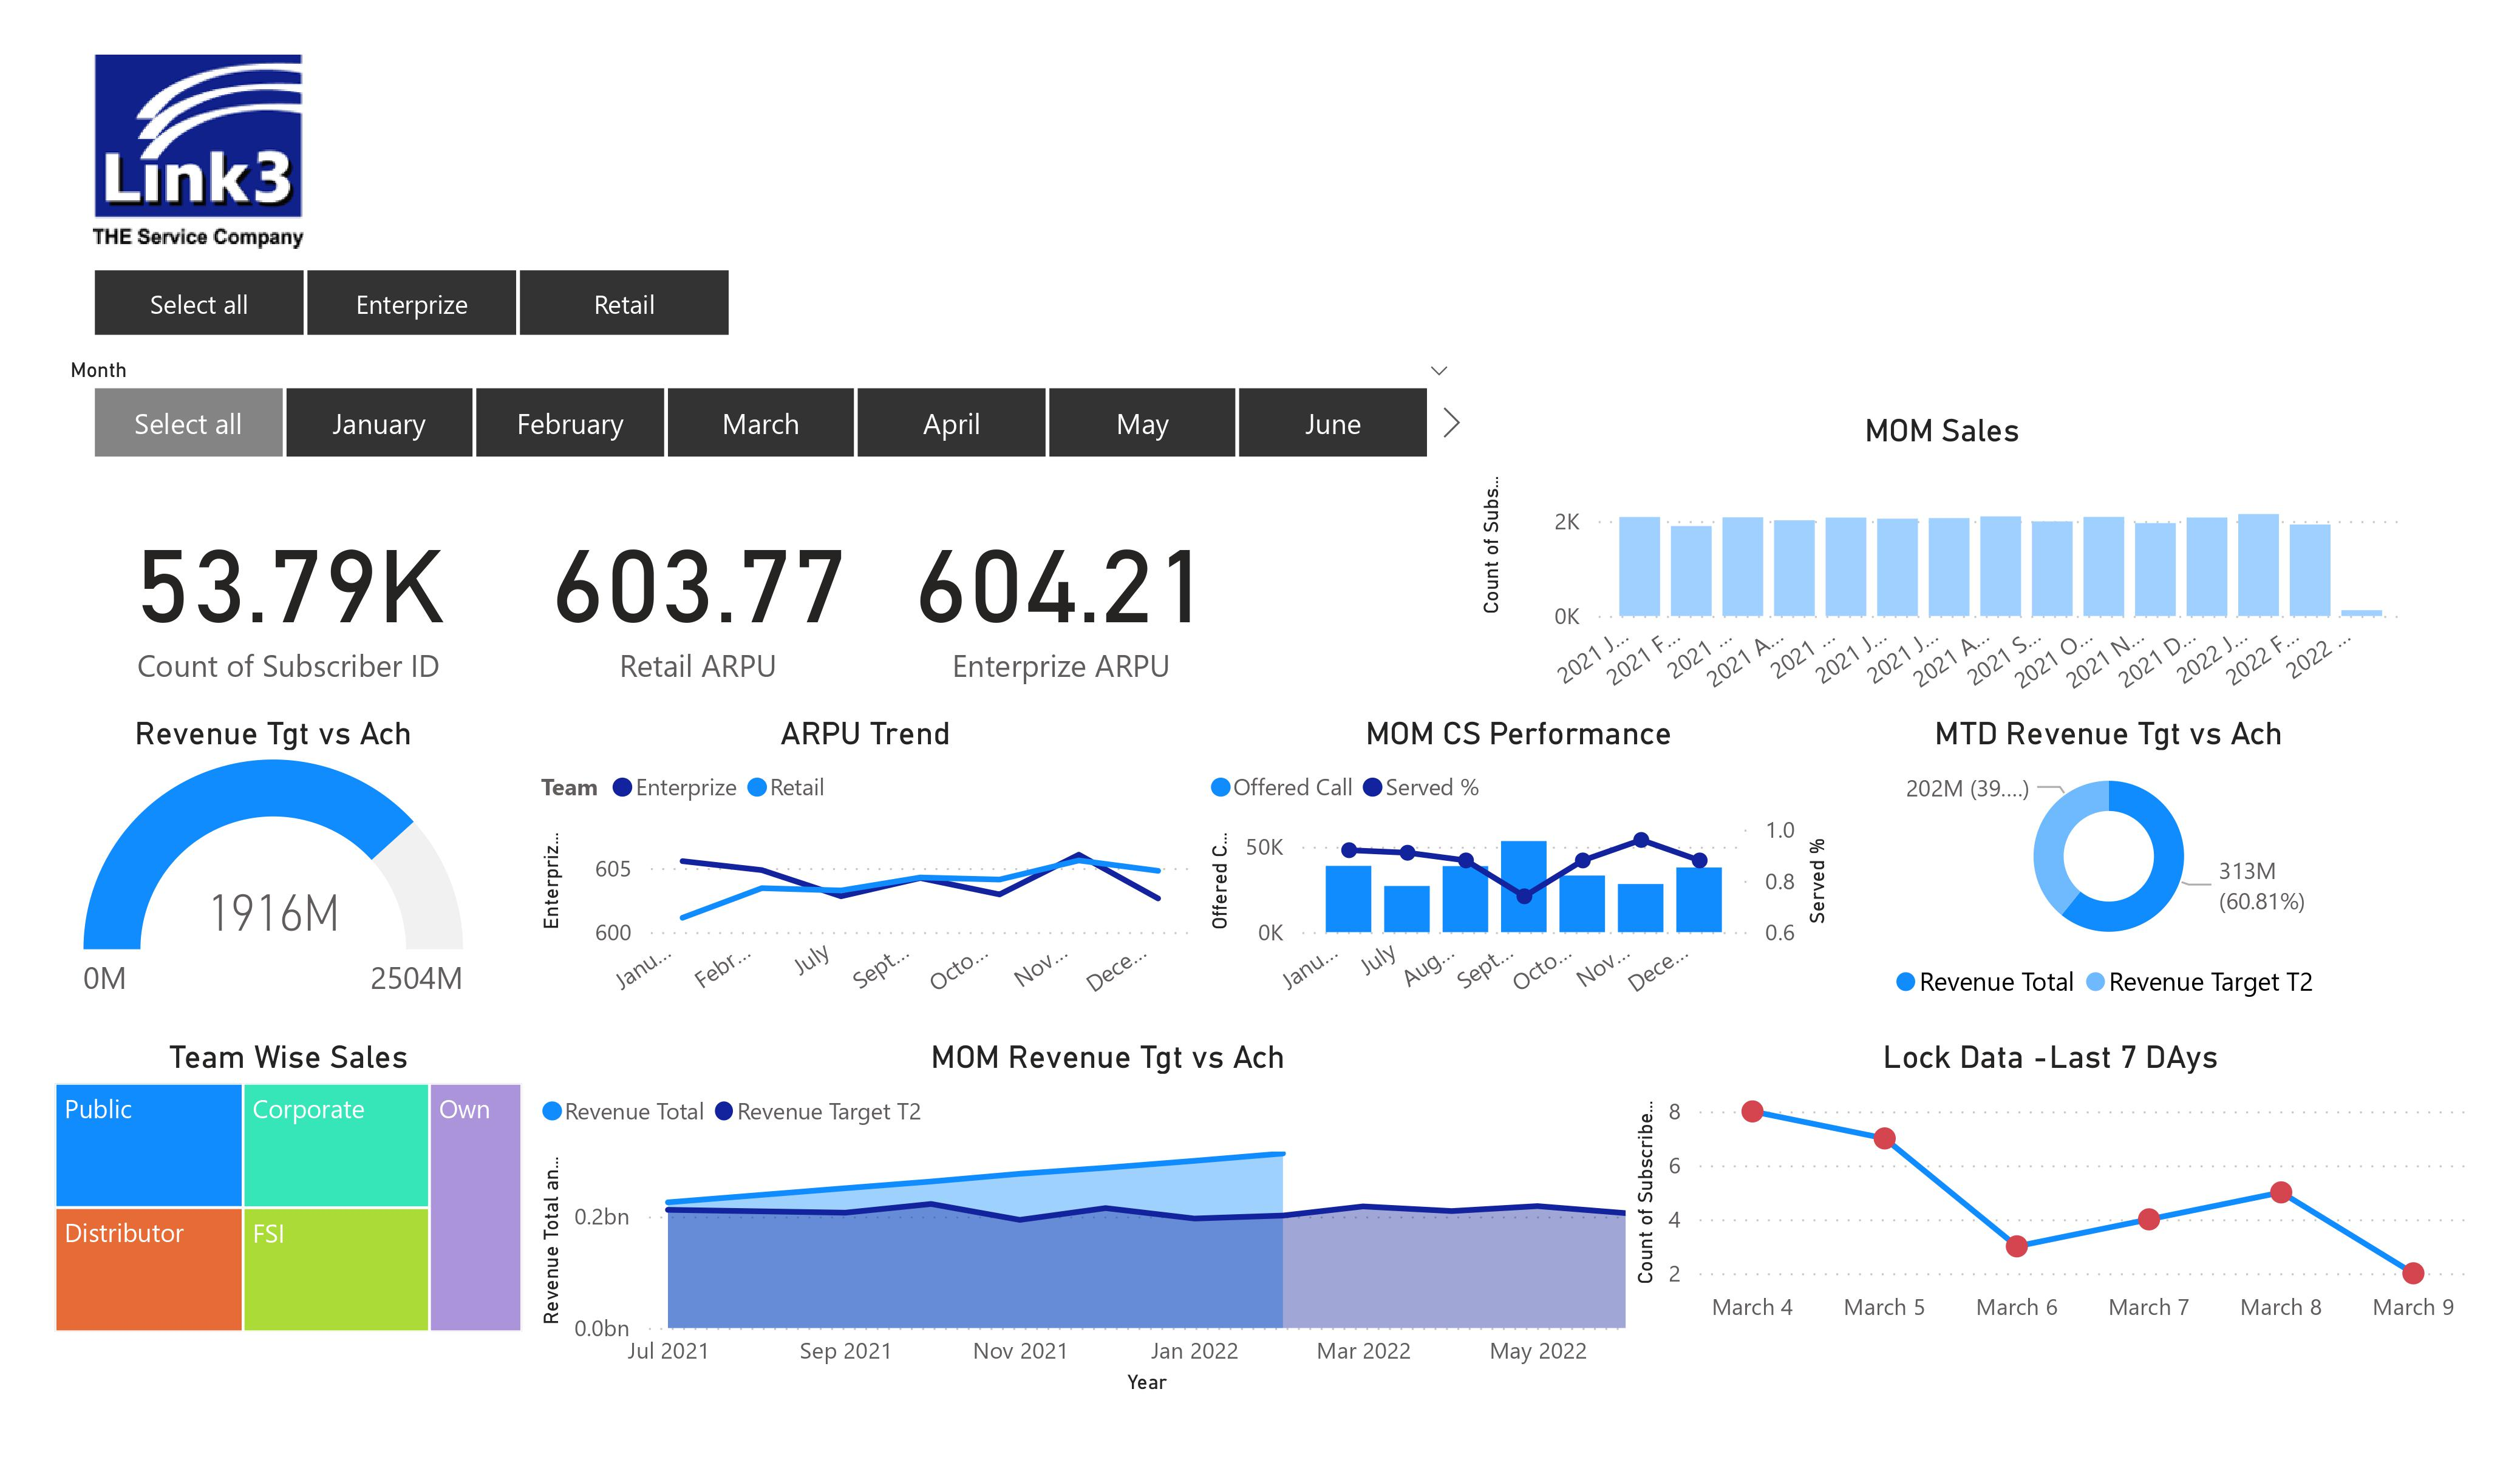 Link3
THE Service Company
Select all Enterprize Retail
Month
Select all January February March April May June
MOM Sales
Count of Subs...
2K
0K
2021 J... 2021 F... 2021 ... 2021 A... 2021 ... 2021 J... 2021 J... 2021 A... 2021 S... 2021 O... 2021 N... 2021 D... 2022 J... 2022 F... 2022 ...
53.79K
Count of Subscriber ID
603.77
Retail ARPU
604.21
Enterprize ARPU
Revenue Tgt vs Ach
1916M
0M 2504M
ARPU Trend
Team Enterprize Retail
Enterpriz...
605
600
Janu... Febr... July Sept... Octo... Nov... Dece...
MOM CS Performance
Offered Call Served %
Offered C...
50K
0K
1.0
0.8
0.6
Served %
Janu... July Aug... Sept... Octo... Nov... Dece...
MTD Revenue Tgt vs Ach
202M (39....)
313M
(60.81%)
Revenue Total Revenue Target T2
Team Wise Sales
Public Corporate Own
Distributor FSI
MOM Revenue Tgt vs Ach
Revenue Total Revenue Target T2
Revenue Total an...
0.2bn
0.0bn
Jul 2021 Sep 2021 Nov 2021 Jan 2022 Mar 2022 May 2022
Year
Lock Data -Last 7 DAys
Count of Subscribe...
8
6
4
2
March 4 March 5 March 6 March 7 March 8 March 9